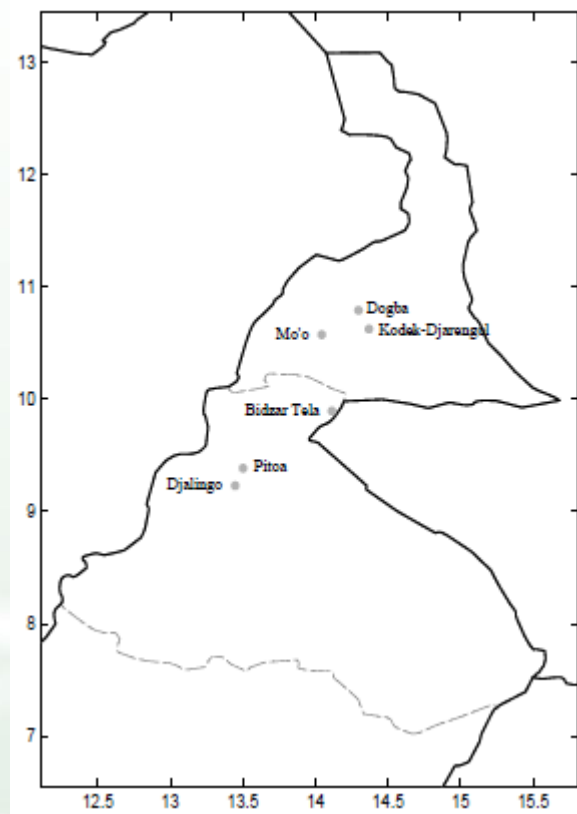 13
12
11
Dogba
Mo'o
Kodek-Djarengol
10
Bidzar Tela
Pitoa
Djalingo
9
8
7
12.5 13 13.5 14 14.5 15 15.5